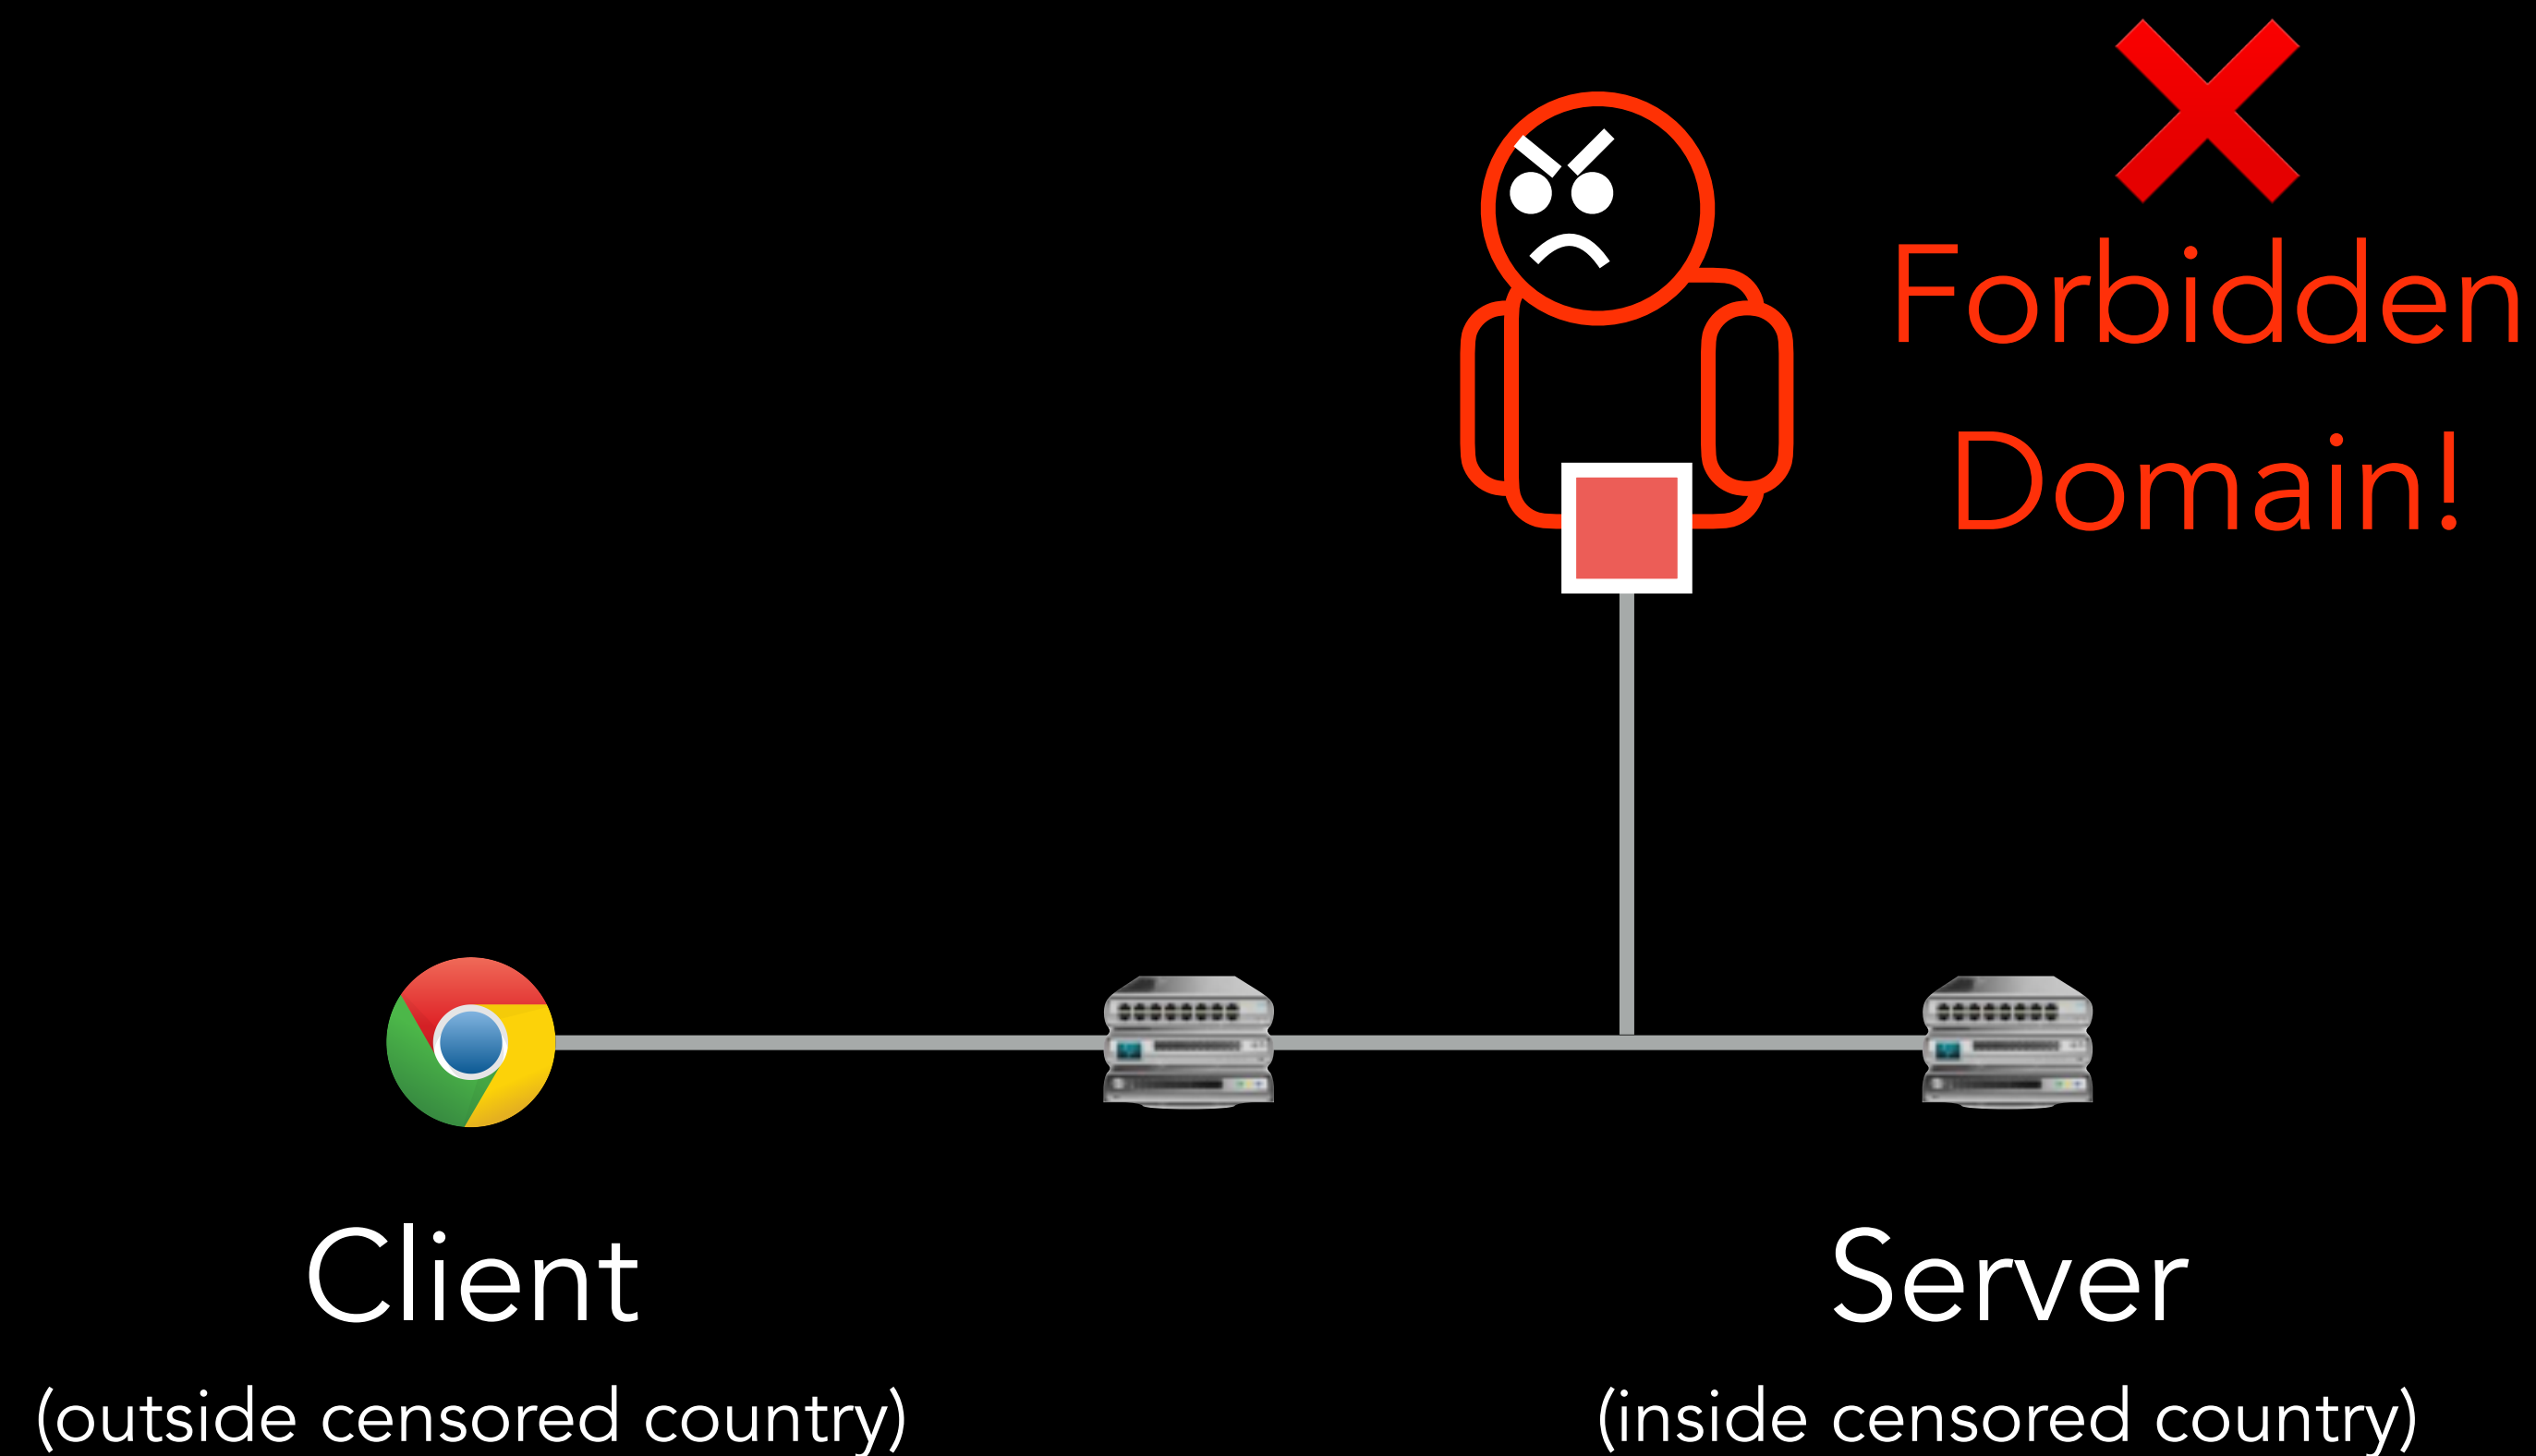 Forbidden
Domain!
Client
(outside censored country)
Server
(inside censored country)